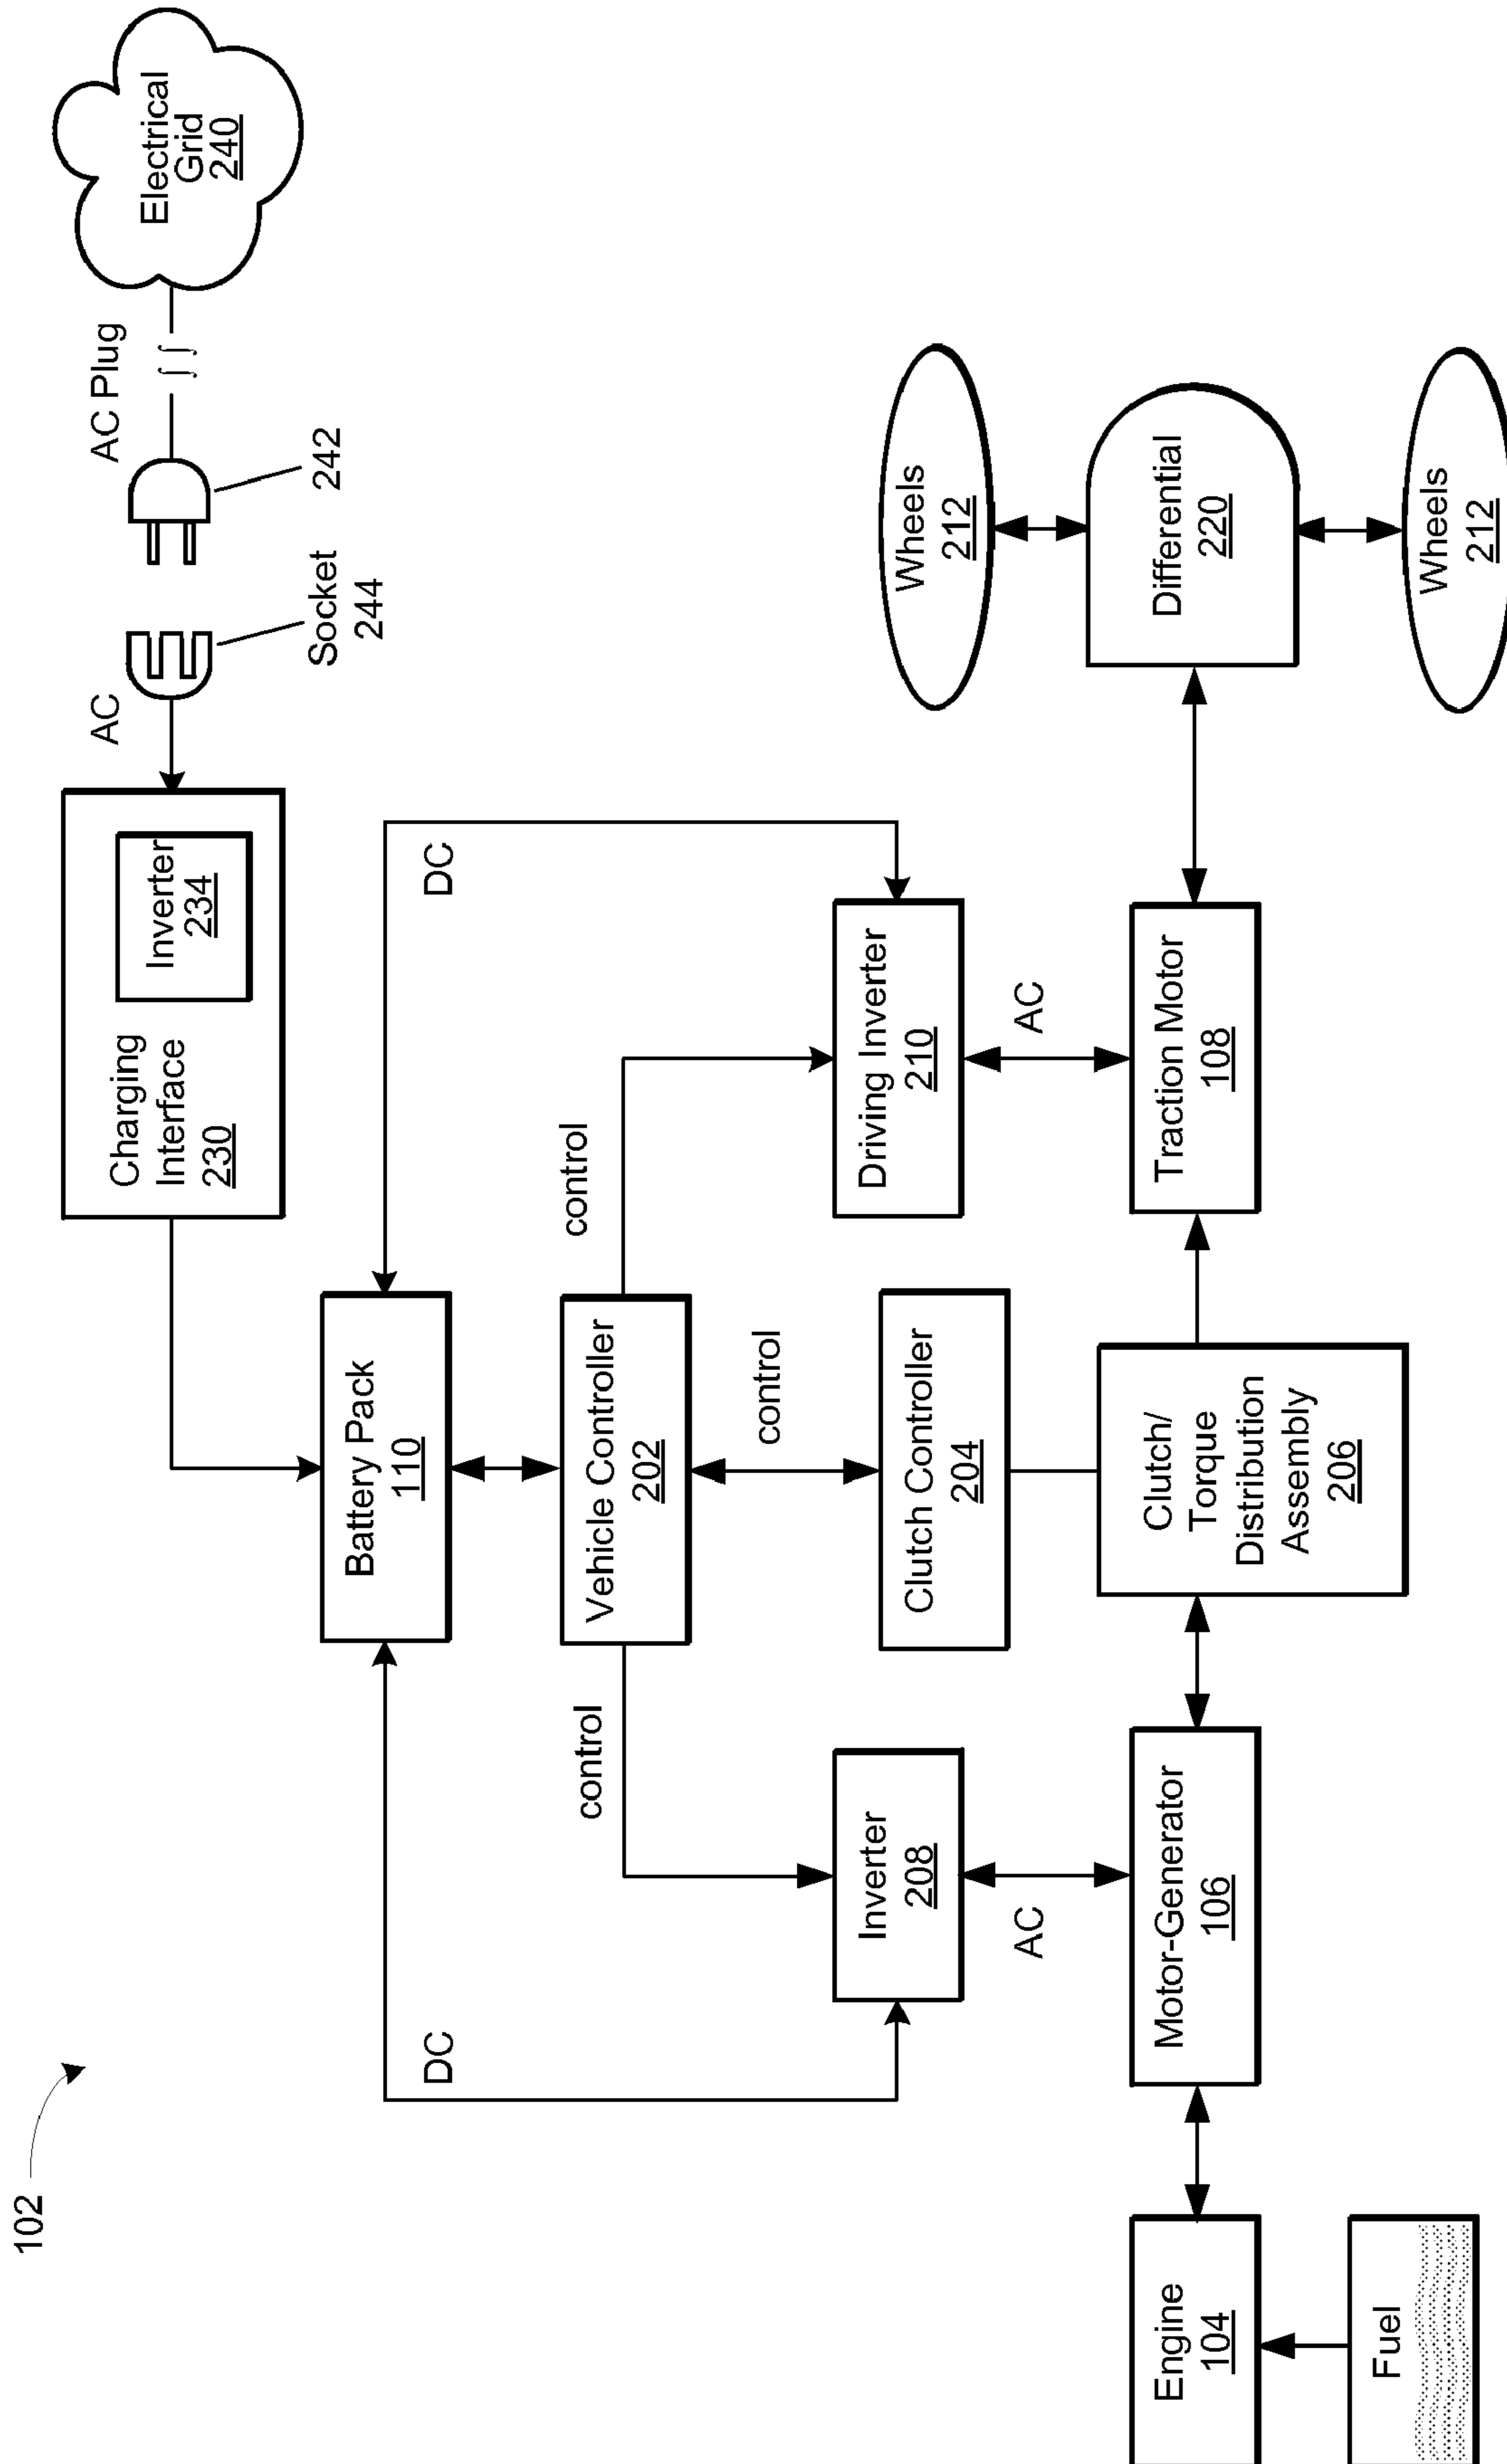 102
Electrical
Grid
240
AC Plug
242
Socket
244
AC
Charging
Interface
230
Inverter
234
Battery Pack
110
DC
DC
Vehicle Controller
202
control
control
control
Inverter
208
Clutch Controller
204
Driving Inverter
210
AC
AC
Engine
104
Motor-Generator
106
Clutch/
Torque
Distribution
Assembly
206
Traction Motor
108
Differential
220
Wheels
212
Wheels
212
Fuel